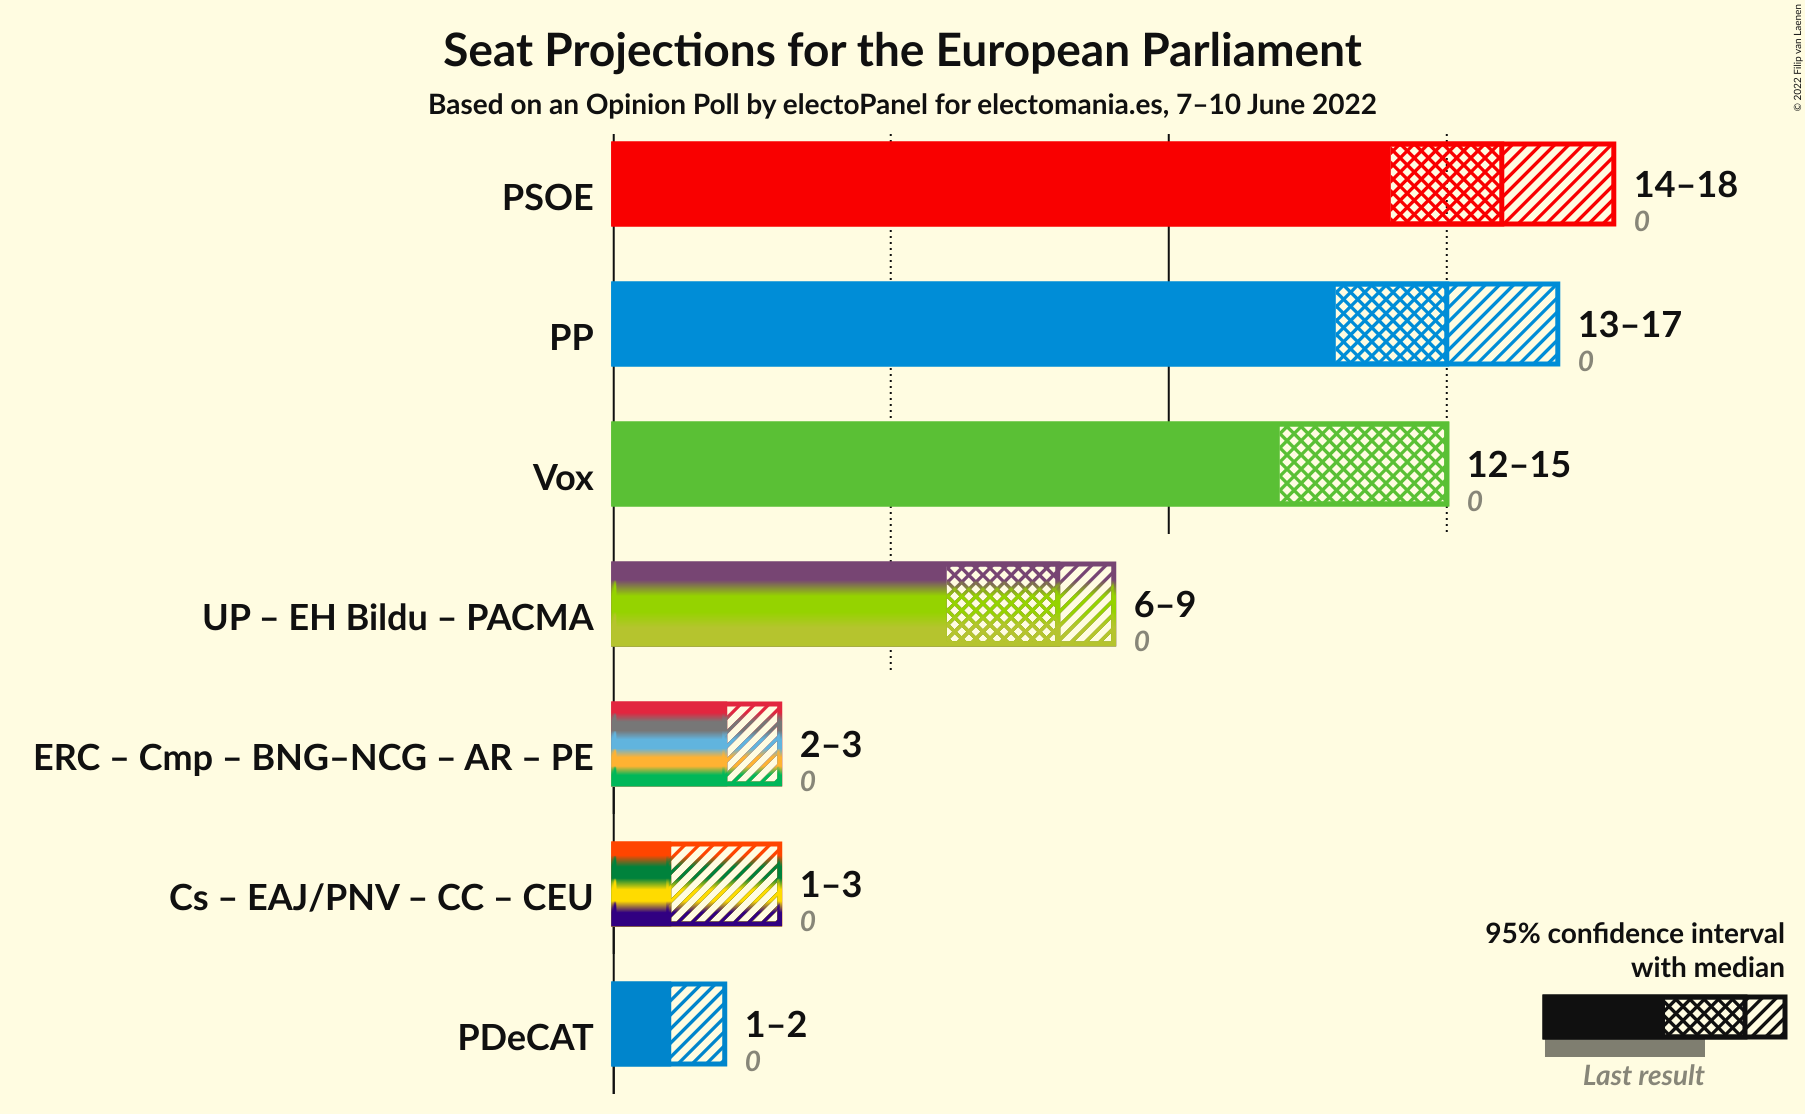 Seat Projections for the European Parliament
Based on an Opinion Poll by electoPanel for electomania.es, 7–10 June 2022
© 2022 Filip van Laenen
PSOE
14–18
0
PP
13–17
0
Vox
12–15
0
UP – EH Bildu – PACMA
6–9
0
ERC – Cmp – BNG–NCG – AR – PE
2–3
0
Cs – EAJ/PNV – CC – CEU
1–3
0
PDeCAT
1–2
0
95% confidence interval
with median
Last result